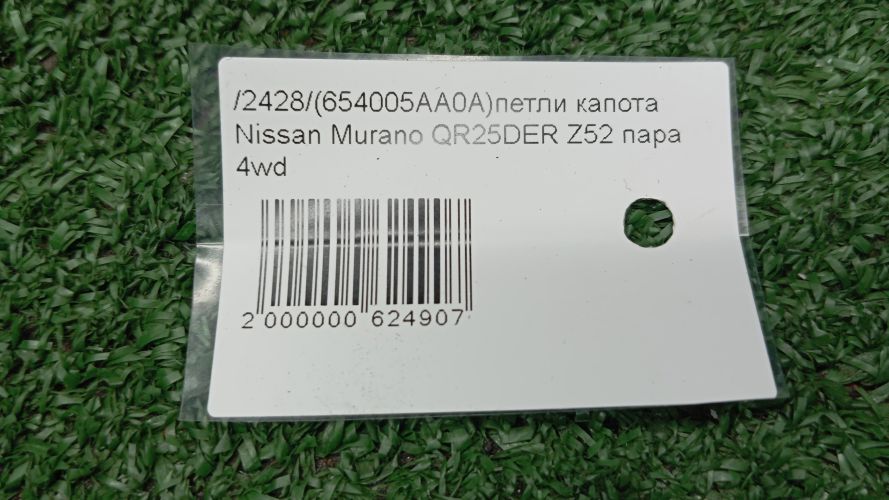 /2428/(654005AA0A)петли капота
Nissan Murano QR25DER Z52 пара
4wd
2 000000 624907